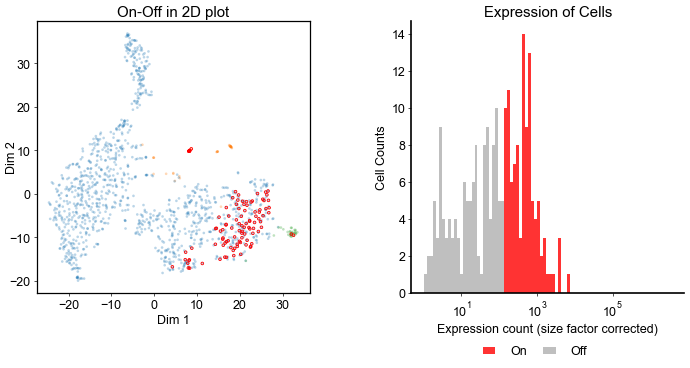 On-Off in 2D plot
Dim 2
30
20
10
0
−10
−20
−20 −10 0 10 20 30
Dim 1
Expression of Cells
Cell Counts
14
12
10
8
6
4
2
0
10^1 10^3 10^5
Expression count (size factor corrected)
On Off